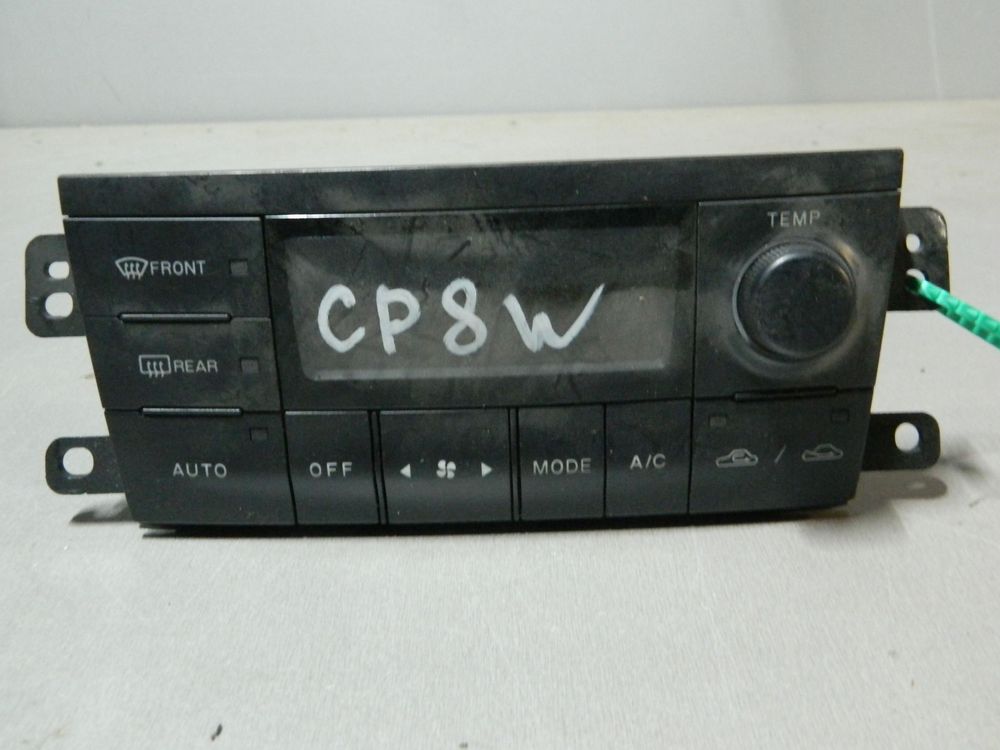 TEMP
FRONT
CP8W
REAR
AUTO OFF MODE A/C /